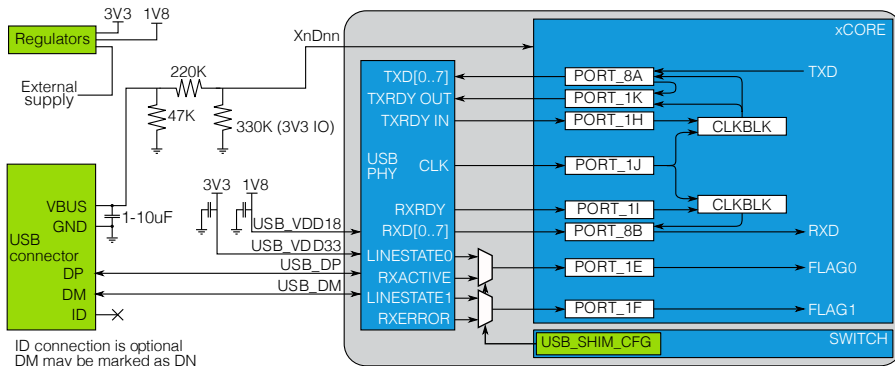 3V3
1V8
Regulators
External
supply
220K
47K
330K (3V3 IO)
XnDnn
VBUS
GND
1-10uF
USB
connector
DP
DM
ID
3V3
1V8
USB_VDD18
USB_VDD33
USB_DP
USB_DM
ID connection is optional
DM may be marked as DN
TXD[0..7]
TXRDY OUT
TXRDY IN
USB
PHY
CLK
RXRDY
RXD[0..7]
LINESTATE0
RXACTIVE
LINESTATE1
RXERROR
xCORE
PORT_8A
TXD
PORT_1K
PORT_1H
CLKBLK
PORT_1J
CLKBLK
PORT_1I
PORT_8B
RXD
PORT_1E
FLAG0
PORT_1F
FLAG1
USB_SHIM_CFG
SWITCH